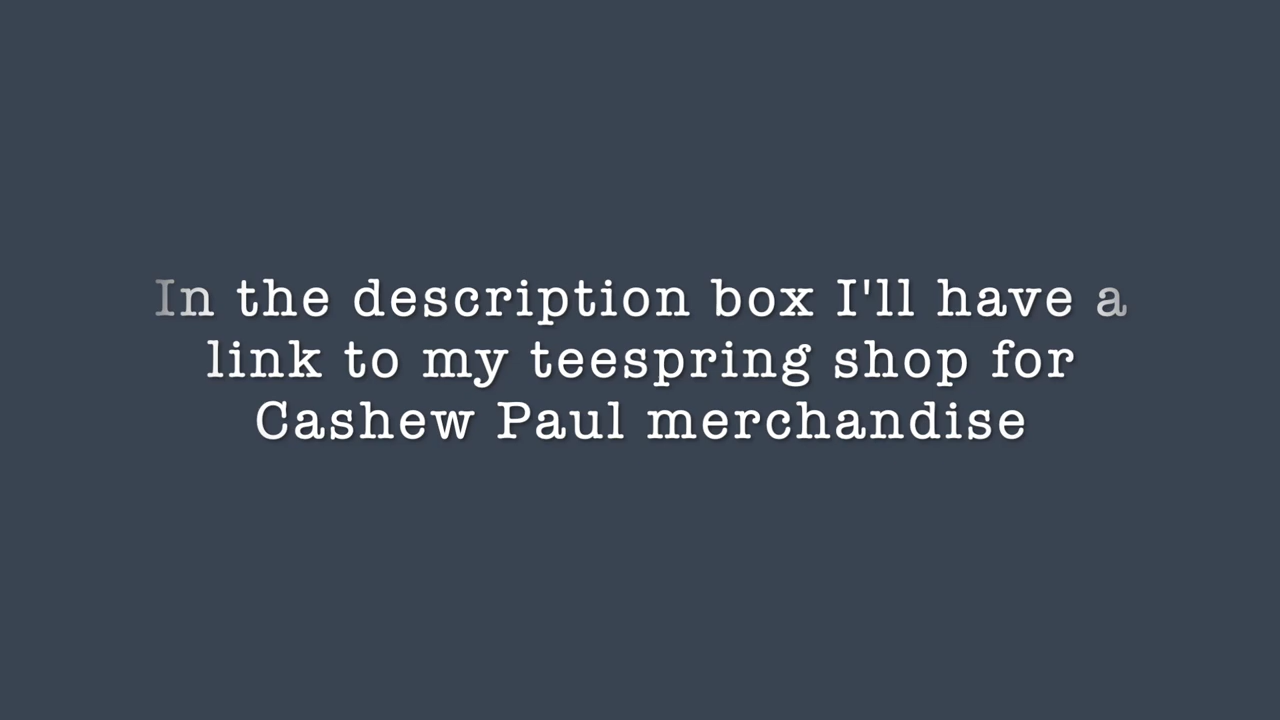 In the description box I'll have a
link to my teespring shop for
Cashew Paul merchandise